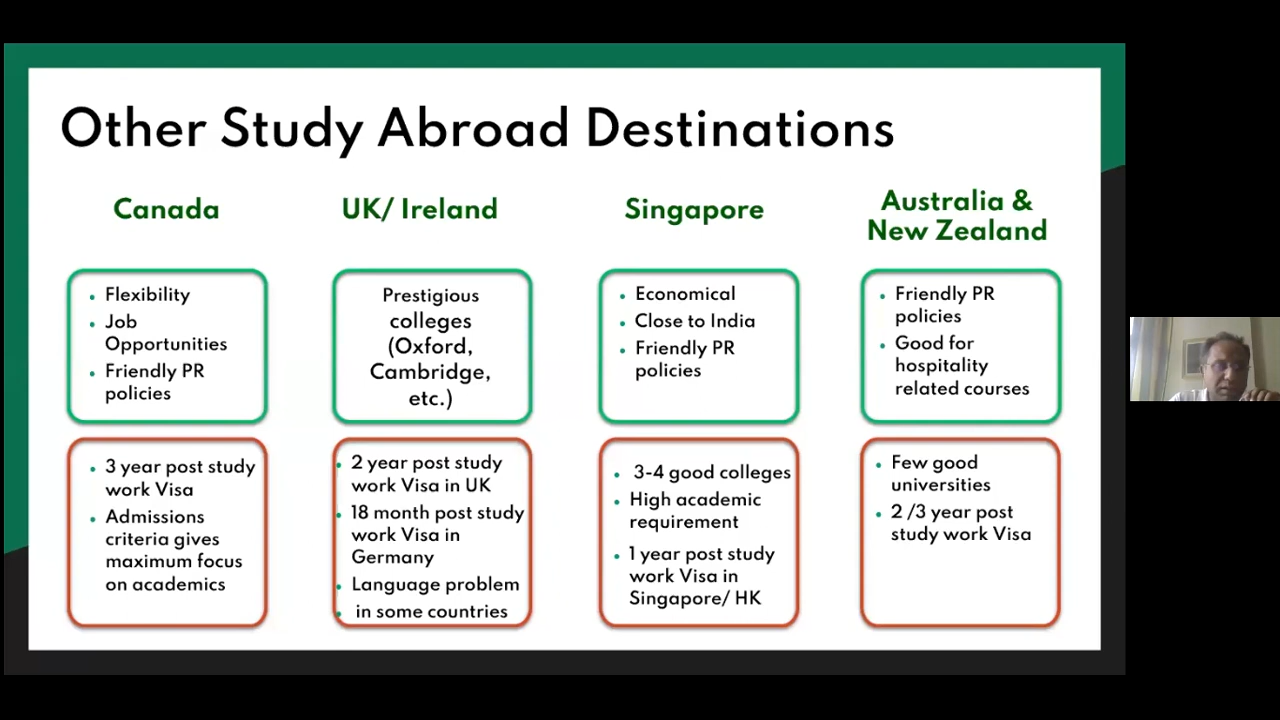 Other Study Abroad Destinations
Canada
Flexibility
Job
Opportunities
Friendly PR
policies
3 year post study
work Visa
Admissions
criteria gives
maximum focus
on academics
UK/ Ireland
Prestigious
colleges
(Oxford,
Cambridge,
etc.)
2 year post study
work Visa in UK
18 month post study
work Visa in
Germany
Language problem
in some countries
Singapore
Economical
Close to India
Friendly PR
policies
3-4 good colleges
High academic
requirement
1 year post study
work Visa in
Singapore/ HK
Australia &
New Zealand
Friendly PR
policies
Good for
hospitality
related courses
Few good
universities
2 /3 year post
study work Visa